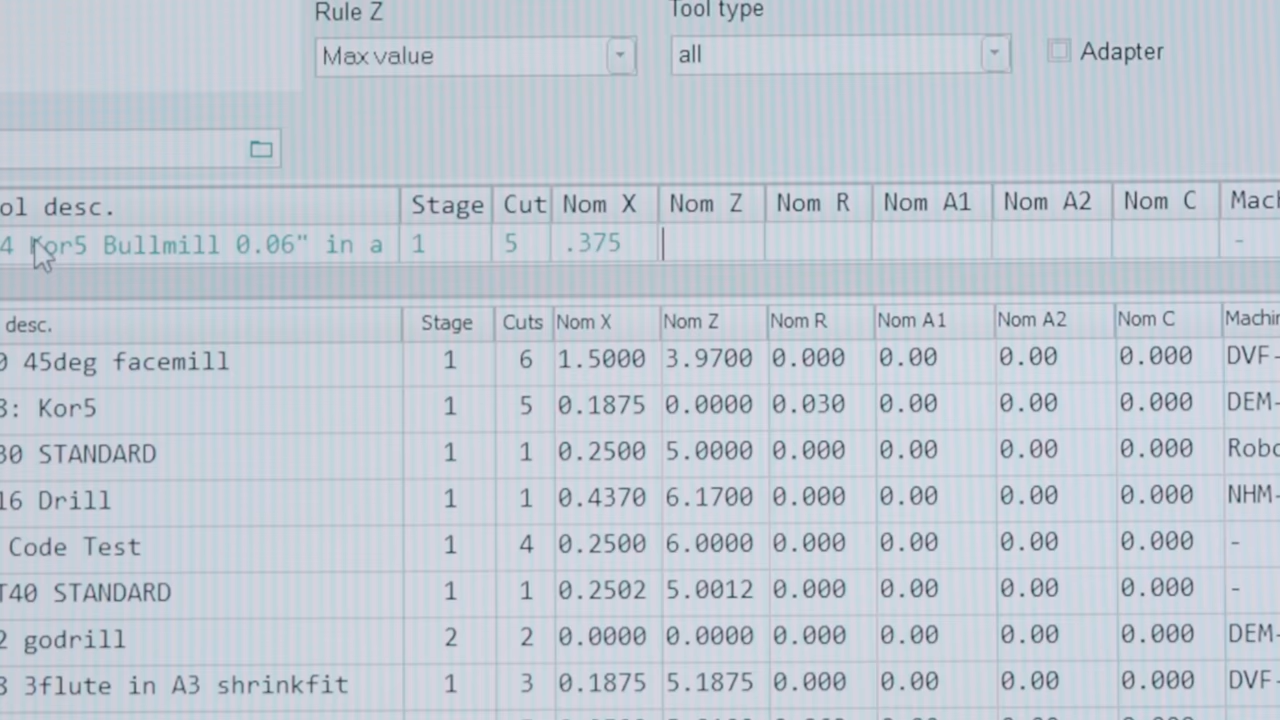 Rule Z Tool type
Max value all Adapter
ol desc. Stage Cut Nom X Nom Z Nom R Nom A1 Nom A2 Nom C Mach
4 Kor5 Bullmill 0.06" in a 1 5 .375 -
desc. Stage Cuts Nom X Nom Z Nom R Nom A1 Nom A2 Nom C Machin
0 45deg facemill 1 6 1.5000 3.9700 0.000 0.00 0.00 0.000 DVF-
3: Kor5 1 5 0.1875 0.0000 0.030 0.00 0.00 0.000 DEM-
30 STANDARD 1 1 0.2500 5.0000 0.000 0.00 0.00 0.000 Robo
16 Drill 1 1 0.4370 6.1700 0.000 0.00 0.00 0.000 NHM-
Code Test 1 4 0.2500 6.0000 0.000 0.00 0.00 0.000 -
T40 STANDARD 1 1 0.2502 5.0012 0.000 0.00 0.00 0.000 -
2 godrill 2 2 0.0000 0.0000 0.000 0.00 0.00 0.000 DEM-
3 3flute in A3 shrinkfit 1 3 0.1875 5.1875 0.000 0.00 0.00 0.000 DVF-